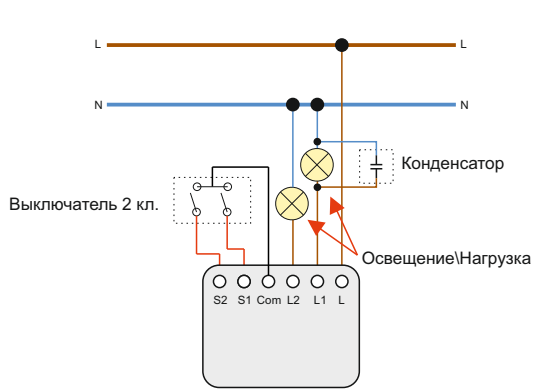 L L
N N
Конденсатор
Выключатель 2 кл.
Освещение\Нагрузка
S2 S1 Com L2 L1 L